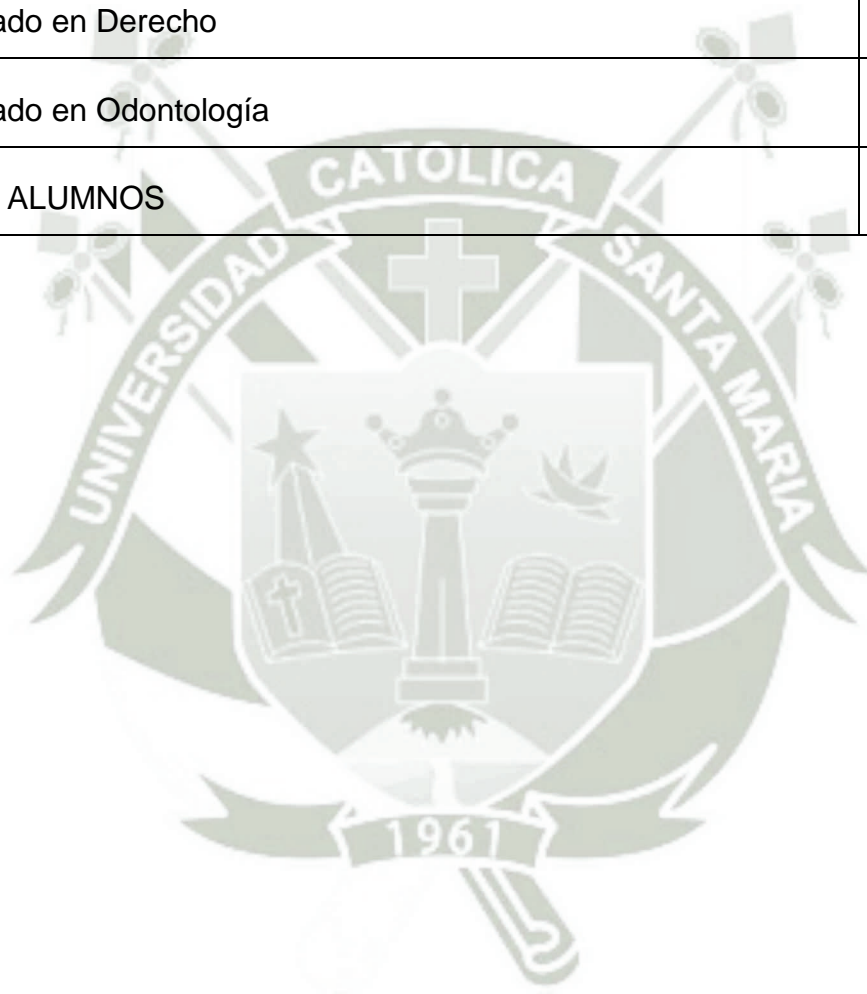 ado en Derecho
ado en Odontología
ALUMNOS
CATOLICA
UNIVERSIDAD
SANTA MARIA
1961